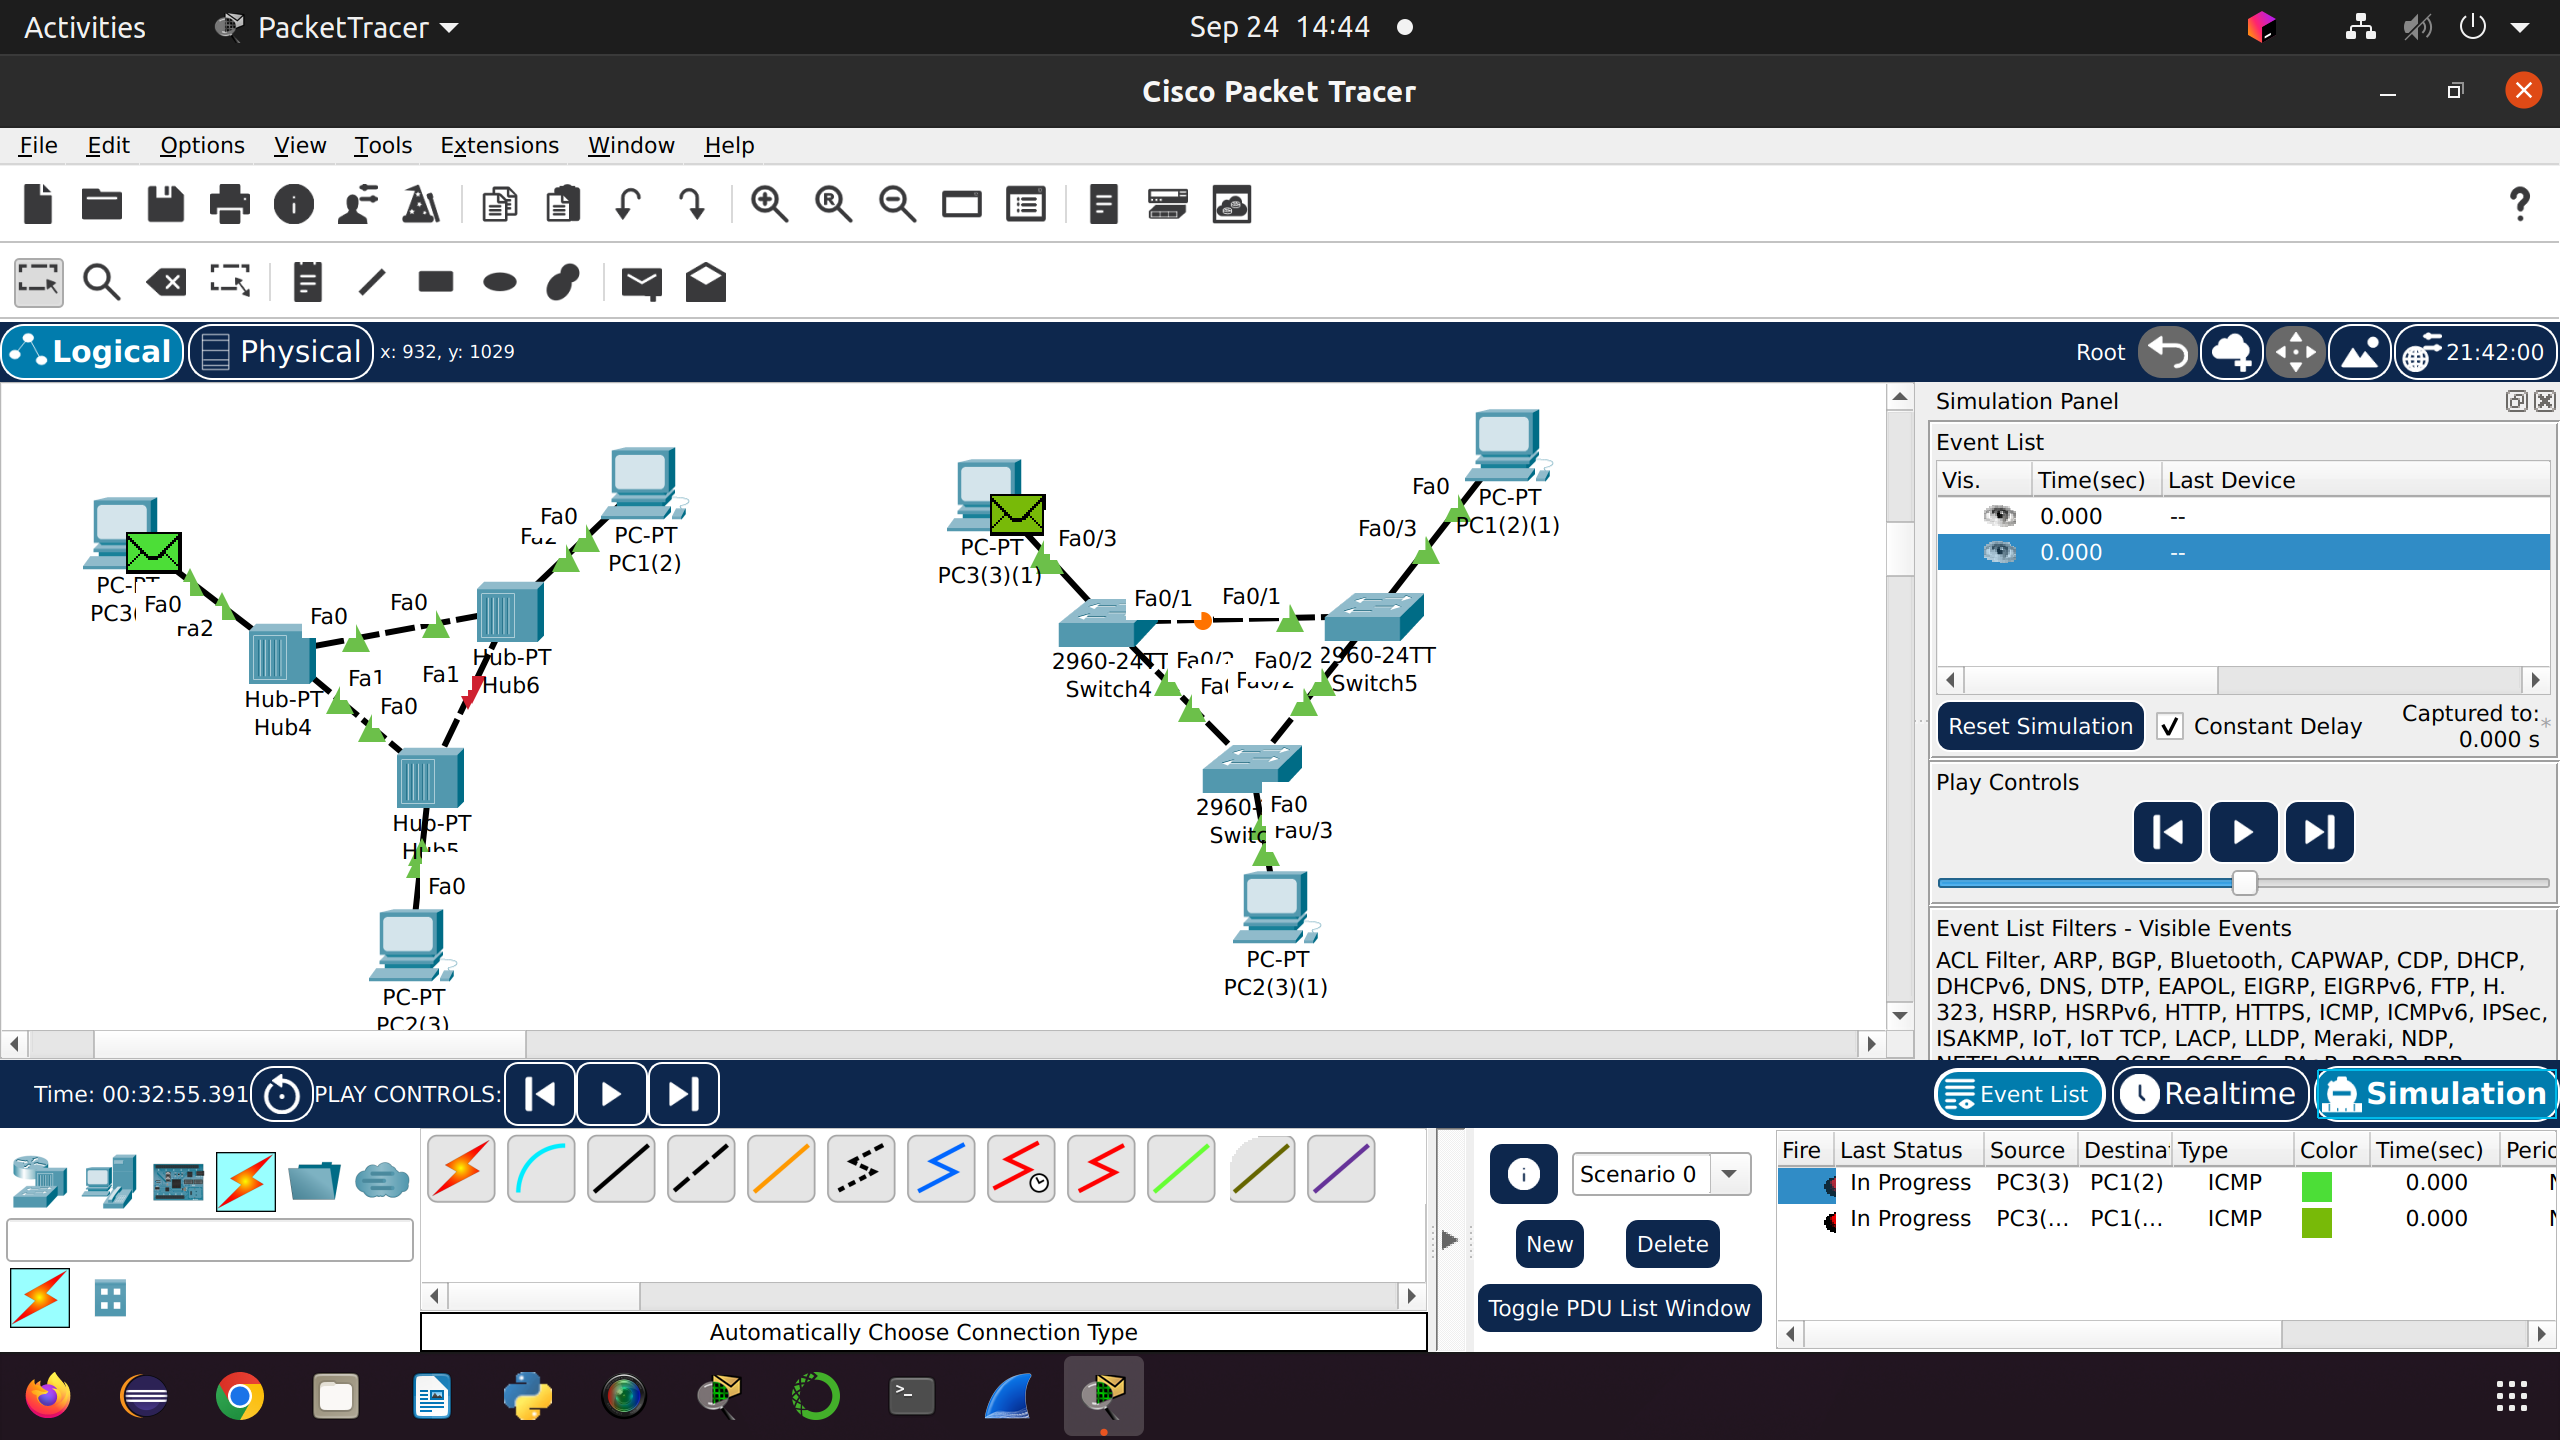 Activities
PacketTracer
Sep 24 14:44
Cisco Packet Tracer
File Edit Options View Tools Extensions Window Help
Logical
Physical
x: 932, y: 1029
Root
21:42:00
Simulation Panel
Event List
Vis. Time(sec) Last Device
0.000 --
0.000 --
Reset Simulation
Constant Delay
Captured to:
0.000 s
*
Play Controls
Event List Filters - Visible Events
ACL Filter, ARP, BGP, Bluetooth, CAPWAP, CDP, DHCP,
DHCPv6, DNS, DTP, EAPOL, EIGRP, EIGRPv6, FTP, H.
323, HSRP, HSRPv6, HTTP, HTTPS, ICMP, ICMPv6, IPSec,
ISAKMP, IoT, IoT TCP, LACP, LLDP, Meraki, NDP,
Fa0
Fa2
PC-PT
PC1(2)
Fa0
Fa2
Fa0
Fa0
Hub-PT
Hub6
Hub-PT
Hub4
Fa1
Fa1
Fa0
Hub-PT
Hub5
Fa0
PC-PT
PC2(3)
PC-PT
PC3(3)(1)
Fa0/3
Fa0
PC-PT
PC1(2)(1)
Fa0/3
Fa0/1
Fa0/1
2960-24TT
Switch4
2960-24TT
Switch5
Fa0/2
Fa0/2
Fa0/2
Fa0
Fa0/3
PC-PT
PC2(3)(1)
Time: 00:32:55.391
PLAY CONTROLS:
Event List
Realtime
Simulation
Automatically Choose Connection Type
Scenario 0
New
Delete
Toggle PDU List Window
Fire Last Status Source Destina Type Color Time(sec) Peric
In Progress PC3(3) PC1(2) ICMP 0.000 N
In Progress PC3(... PC1(... ICMP 0.000 N